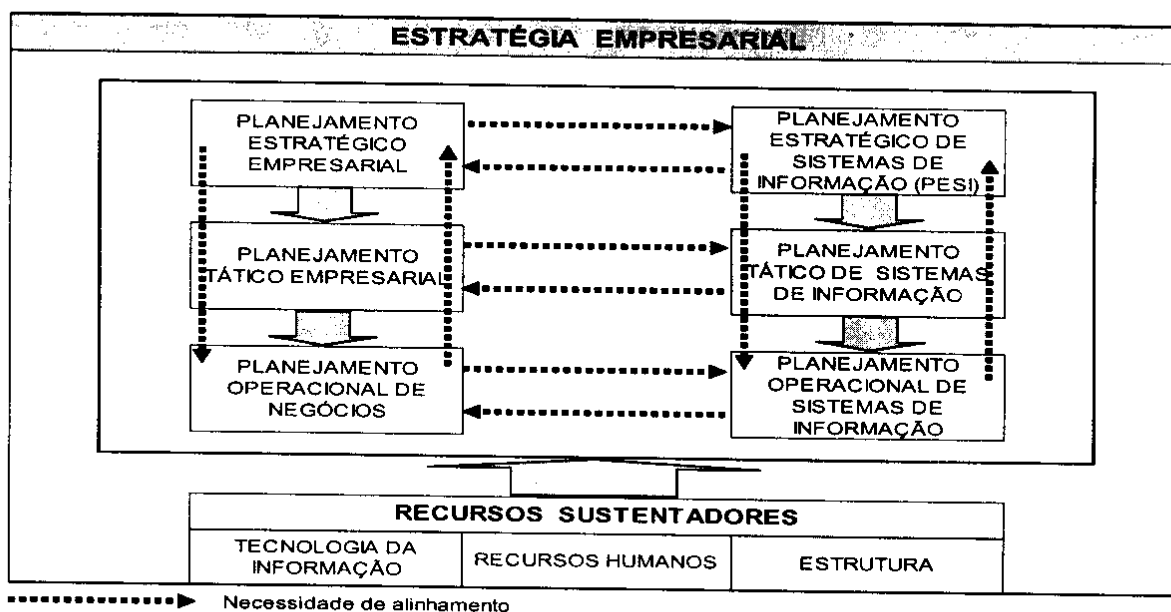 ESTRATÉGIA EMPRESARIAL
PLANEJAMENTO
ESTRATÉGICO
EMPRESARIAL
PLANEJAMENTO
ESTRATÉGICO DE
SISTEMAS DE
INFORMAÇÃO (PESI)
PLANEJAMENTO
TÁTICO EMPRESARIAL
PLANEJAMENTO
TÁTICO DE SISTEMAS
DE INFORMAÇÃO
PLANEJAMENTO
OPERACIONAL DE
NEGÓCIOS
PLANEJAMENTO
OPERACIONAL DE
SISTEMAS DE
INFORMAÇÃO
RECURSOS SUSTENTADORES
TECNOLOGIA DA
INFORMAÇÃO
RECURSOS HUMANOS
ESTRUTURA
Necessidade de alinhamento